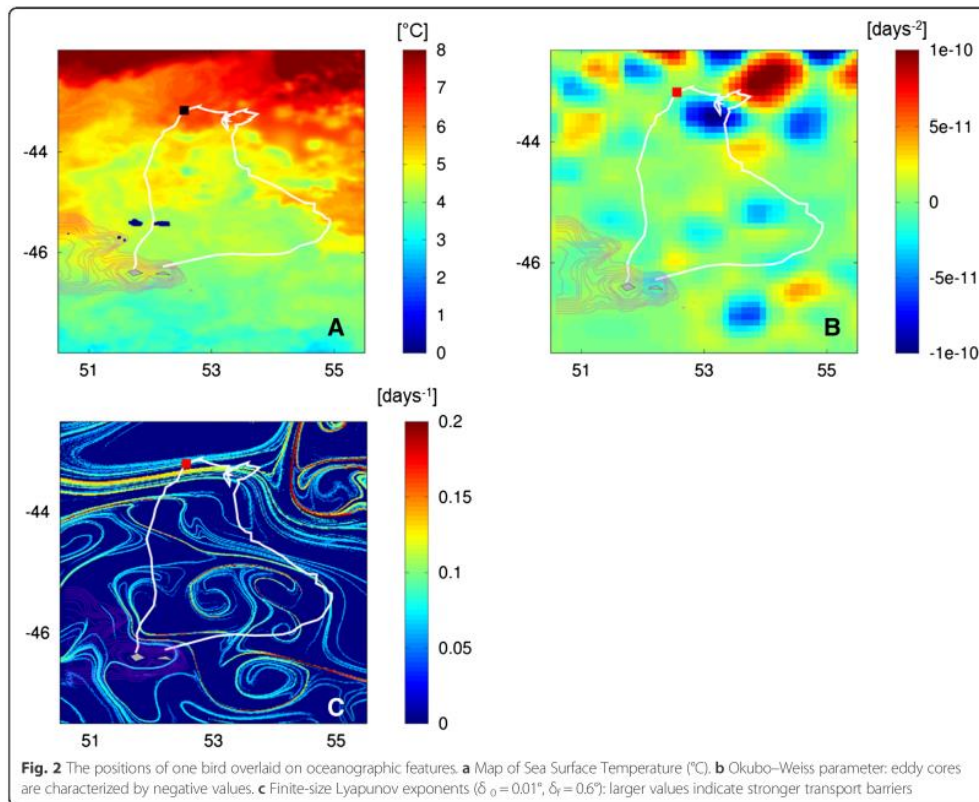 [°C]
8
7
6
5
4
3
2
1
0
-44
-46
51
53
55
A
[days-2]
1e-10
5e-11
0
-5e-11
-1e-10
-44
-46
51
53
55
B
[days-1]
0.2
0.15
0.1
0.05
0
-44
-46
51
53
55
C
Fig. 2 The positions of one bird overlaid on oceanographic features. a Map of Sea Surface Temperature (°C). b Okubo–Weiss parameter: eddy cores
are characterized by negative values. c Finite-size Lyapunov exponents (δ 0 = 0.01°, δf = 0.6°): larger values indicate stronger transport barriers